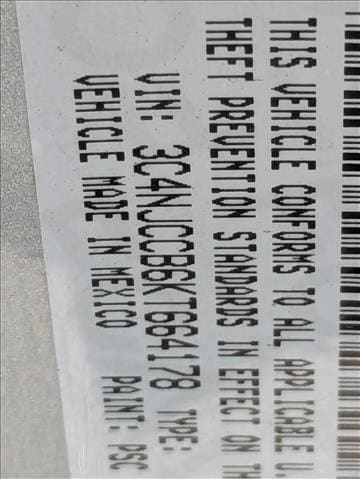 THIS VEHICLE CONFORMS TO ALL APPLICABLE U.
THEFT PREVENTION STANDARDS IN EFFECT ON TH
VIN: 3C4NJCCB6KT664178 TYPE:
VEHICLE MADE IN MEXICO PAINT: PSC